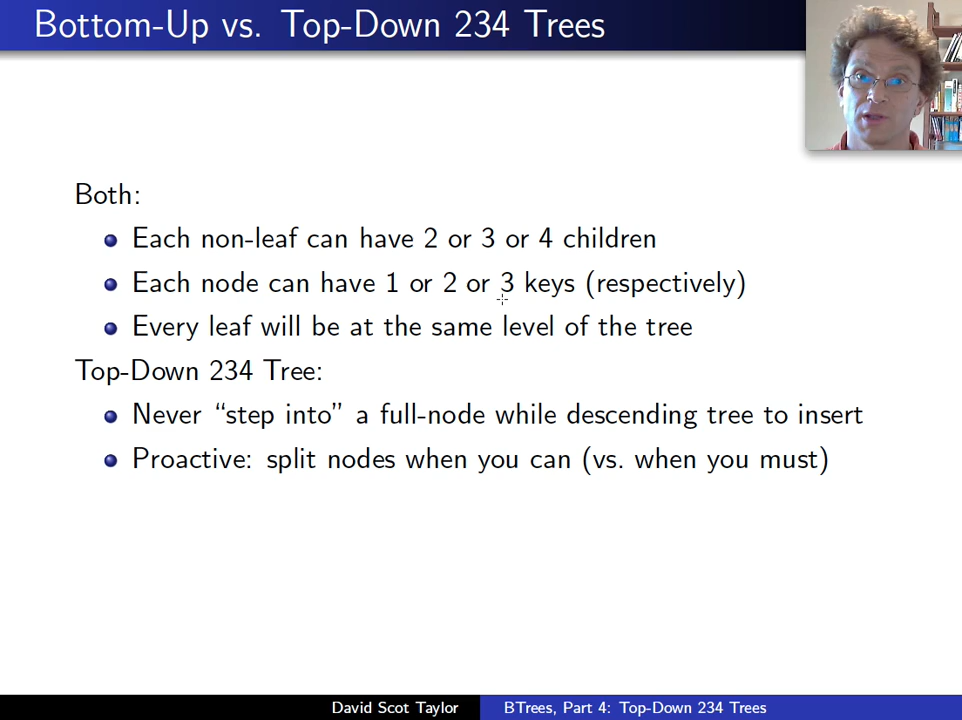 Bottom-Up vs. Top-Down 234 Trees
Both:
Each non-leaf can have 2 or 3 or 4 children
Each node can have 1 or 2 or 3 keys (respectively)
Every leaf will be at the same level of the tree
Top-Down 234 Tree:
Never “step into” a full-node while descending tree to insert
Proactive: split nodes when you can (vs. when you must)
David Scot Taylor
BTrees, Part 4: Top-Down 234 Trees